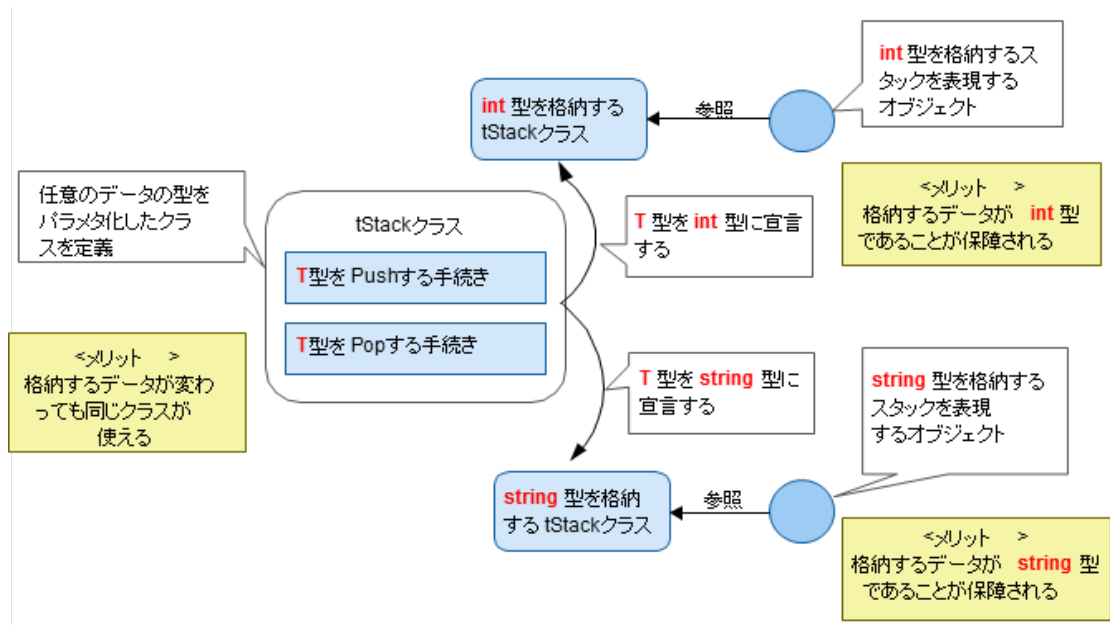 int 型を格納するス
タックを表現する
オブジェクト
int 型を格納する
tStackクラス
参照
<メリット >
格納するデータが int 型
であることが保障される
任意のデータの型を
パラメタ化したクラ
スを定義
tStackクラス
T 型を int 型に宣言
する
T型を Pushする手続き
T型を Popする手続き
<メリット >
格納するデータが変わ
っても同じクラスが
使える
T 型を string 型に
宣言する
string 型を格納する
スタックを表現
するオブジェクト
string 型を格納
する tStackクラス
参照
<メリット >
格納するデータが string 型
であることが保障される